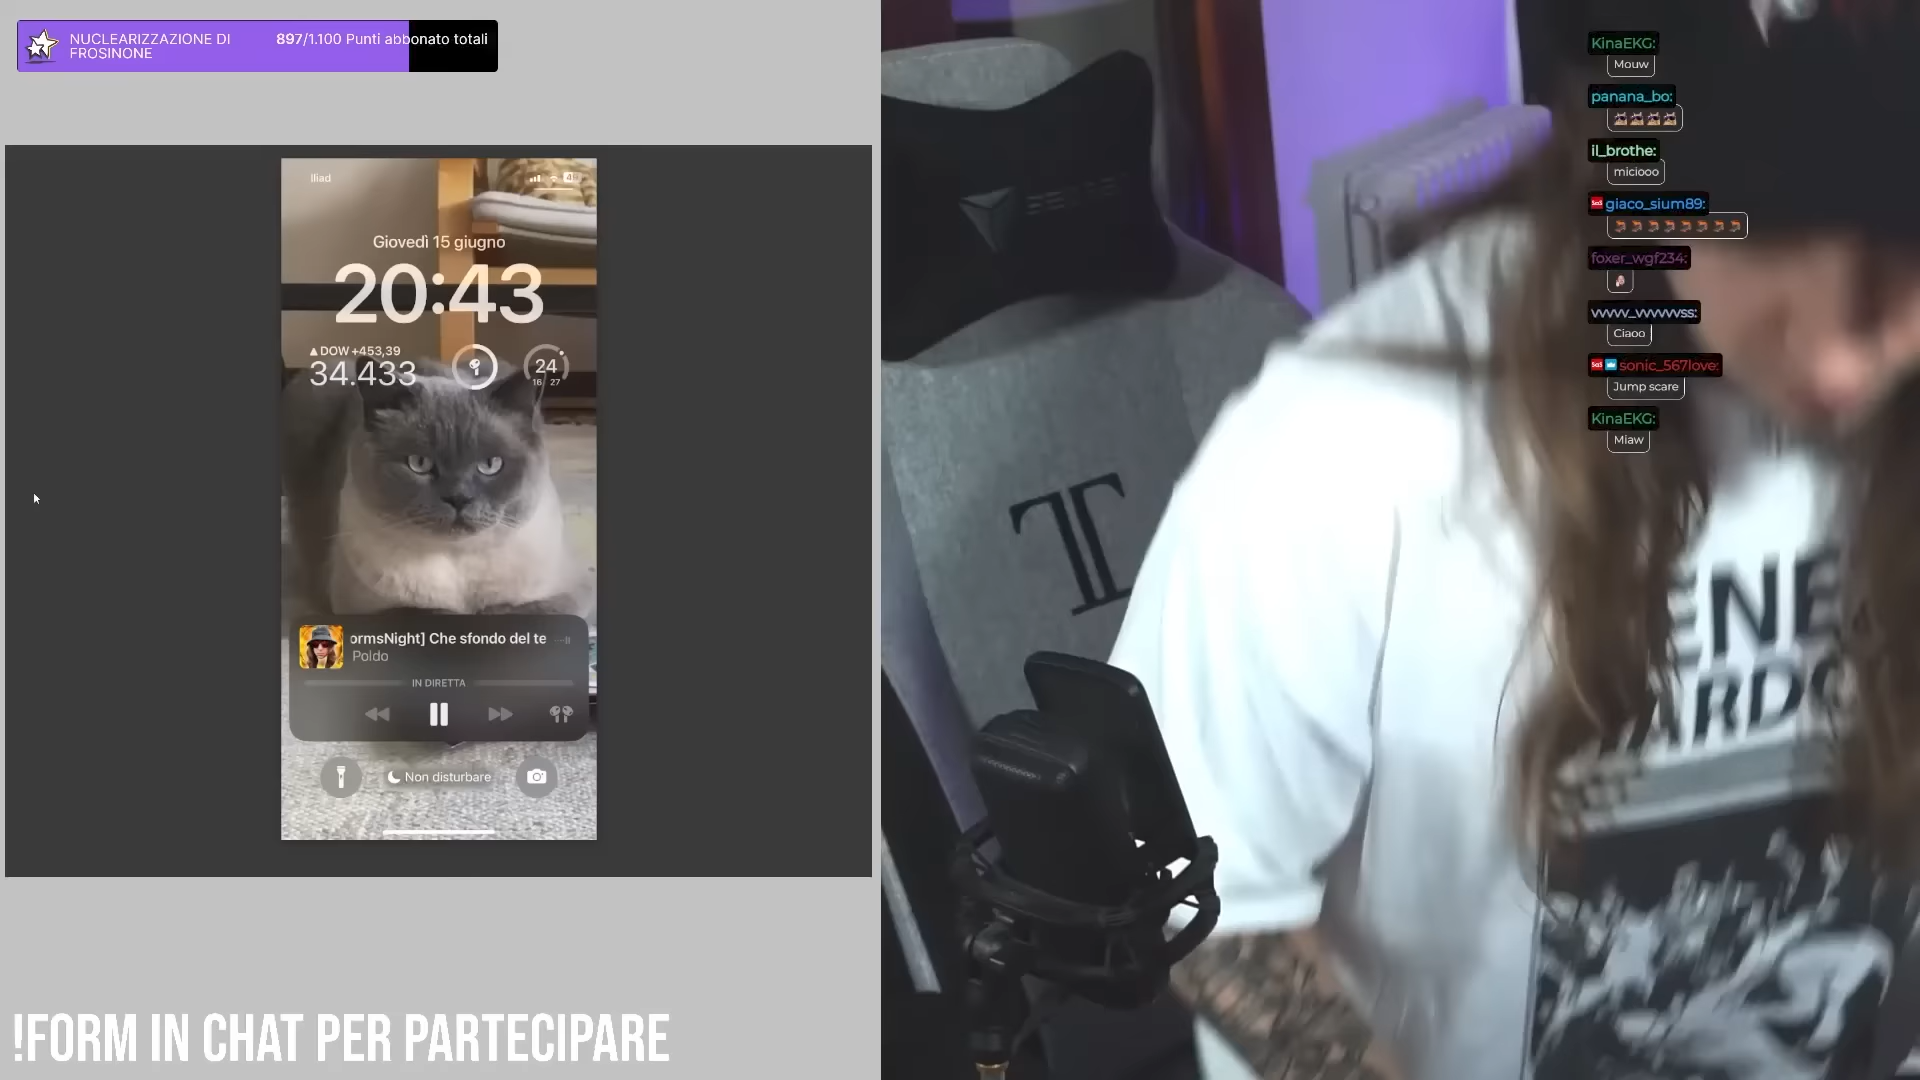 NUCLEARIZZAZIONE DI
FROSINONE
897/1.100 Punti abbonato totali
Iliad
49
Giovedì 15 giugno
20:43
▲DOW +453,39
34.433
24
16 27
ormsNight] Che sfondo del te
Poldo
IN DIRETTA
Non disturbare
!FORM IN CHAT PER PARTECIPARE
KinaEKG:
Mouw
panana_bo:
il_brothe:
miciooo
giaco_sium89:
foxer_wgf234:
Ciaoo
sonic_567love:
Jump scare
KinaEKG:
Miaw